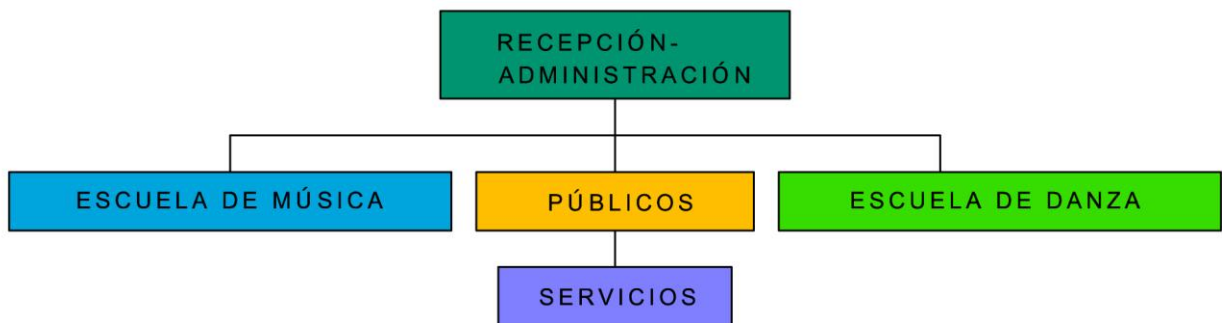 RECEPCIÓN-
ADMINISTRACIÓN
ESCUELA DE MÚSICA
PÚBLICOS
ESCUELA DE DANZA
SERVICIOS